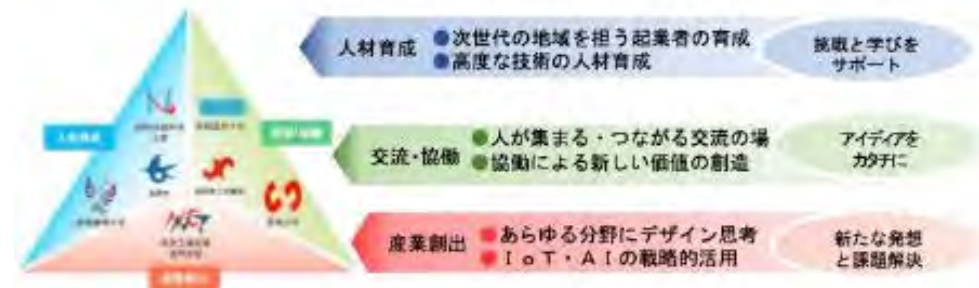 人材育成
●次世代の地域を担う起業者の育成
●高度な技術の人材育成
挑戦と学びを
サポート
交流・協働
●人が集まる・つながる交流の場
●協働による新しい価値の創造
アイディアを
カタチに
産業創出
●あらゆる分野にデザイン思考
●IoT・AIの戦略的活用
新たな発想
と課題解決